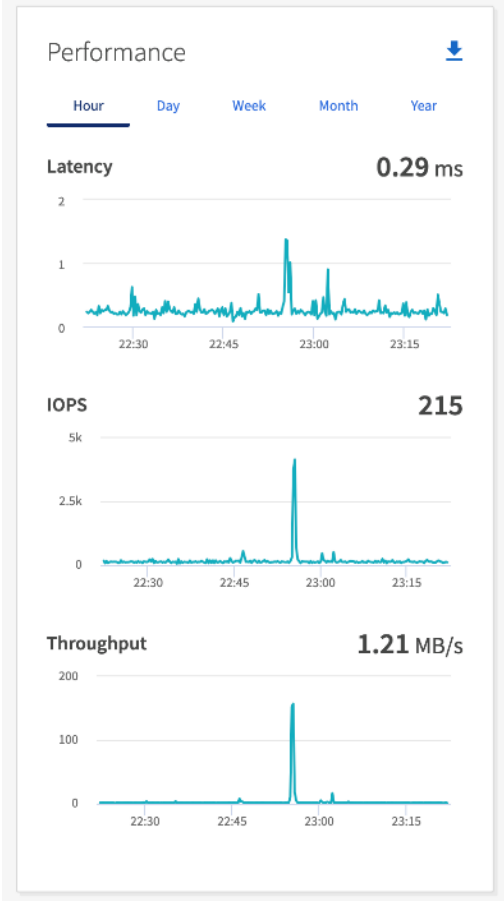 Performance
Hour Day Week Month Year
Latency 0.29 ms
2
1
0
22:30 22:45 23:00 23:15
IOPS 215
5k
2.5k
0
22:30 22:45 23:00 23:15
Throughput 1.21 MB/s
200
100
0
22:30 22:45 23:00 23:15